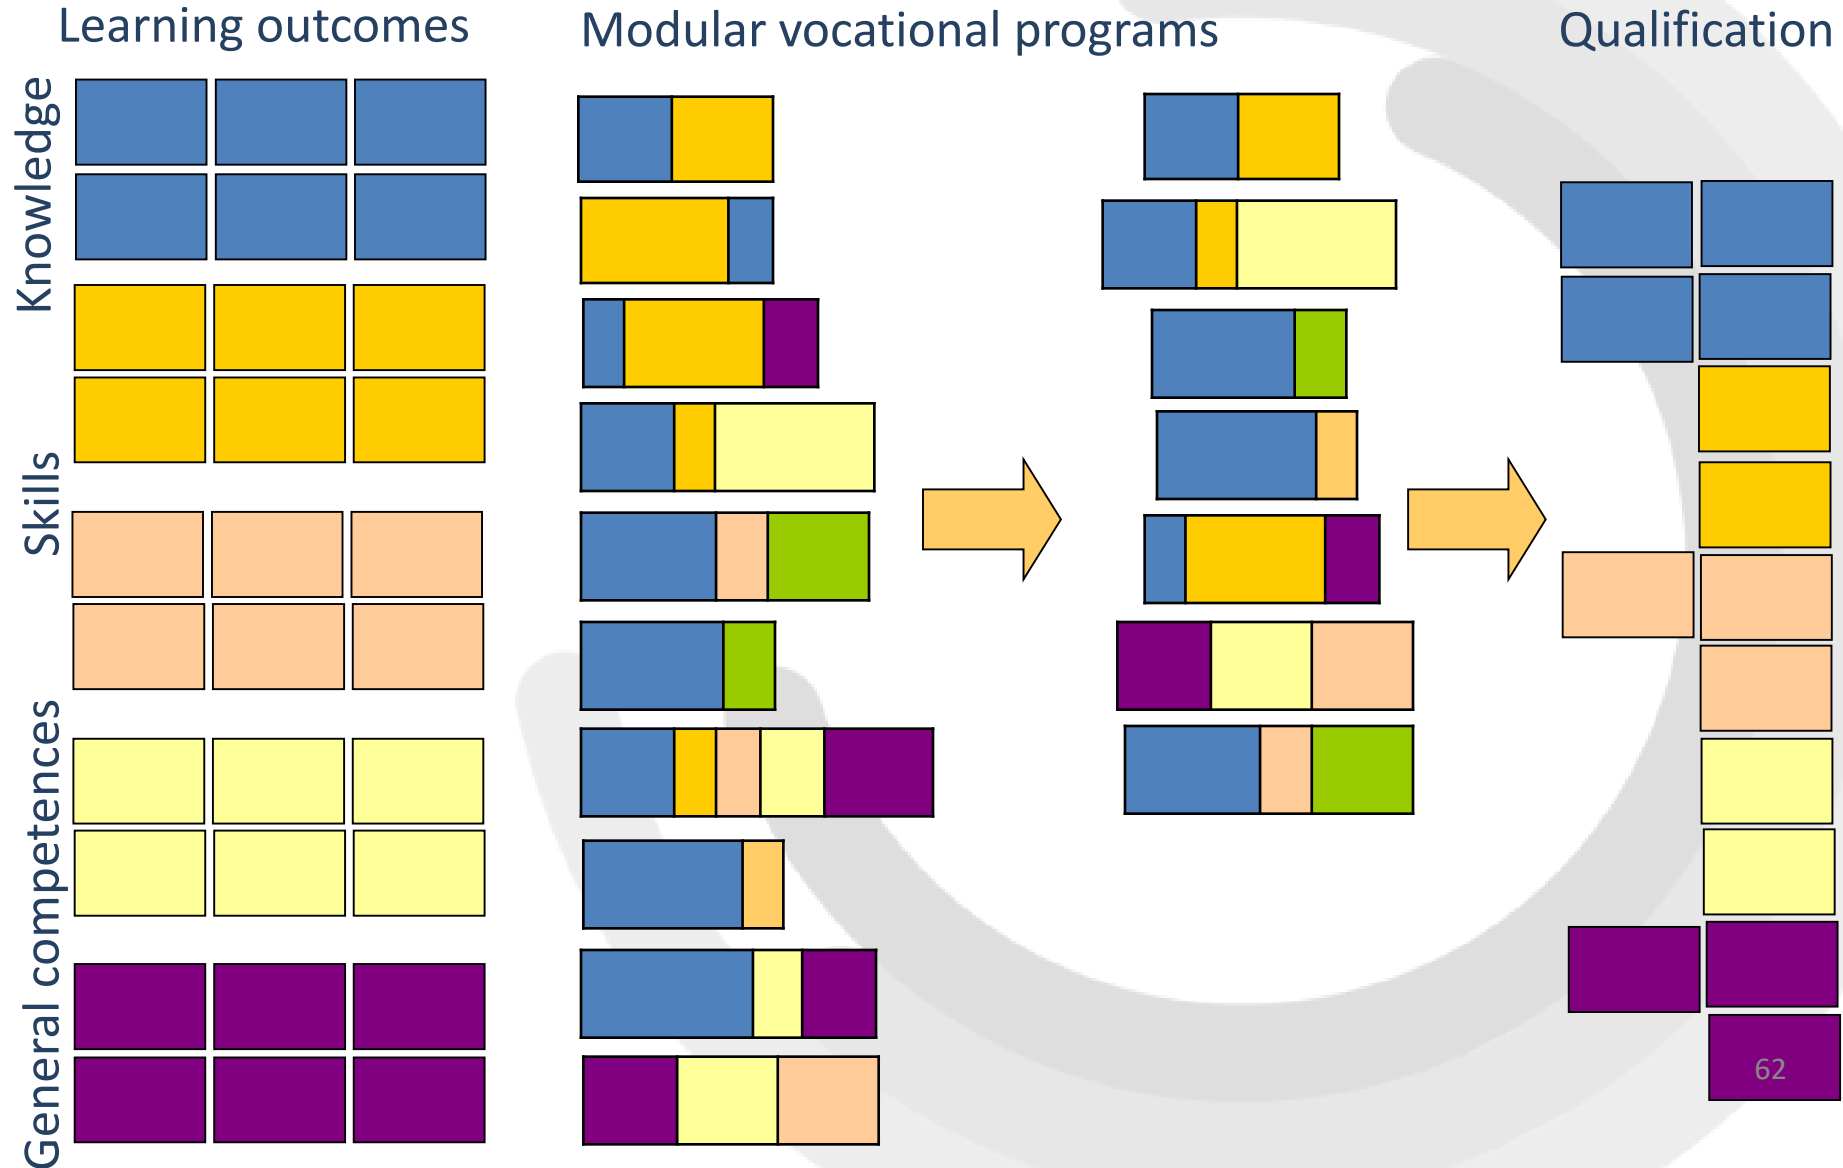 Learning outcomes
Modular vocational programs
Qualification
Knowledge
Skills
General competences
62